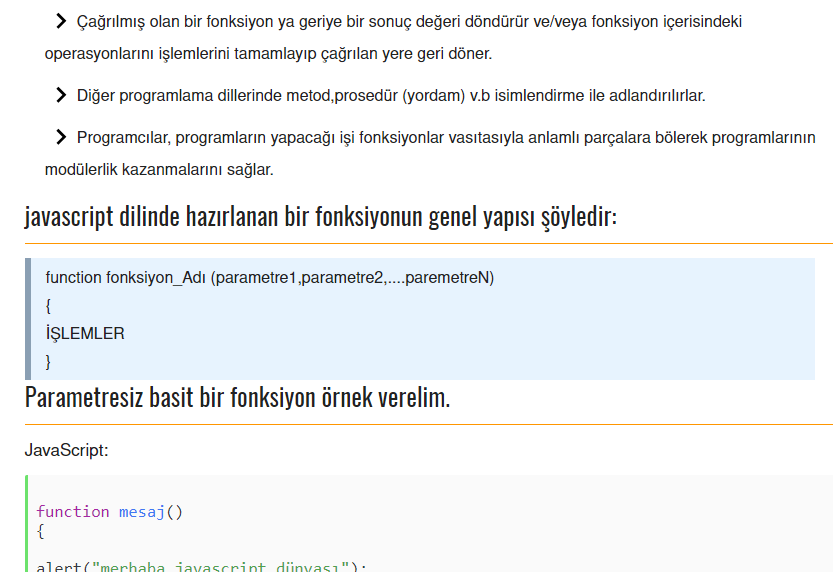 Çağrılmış olan bir fonksiyon ya geriye bir sonuç değeri döndürür ve/veya fonksiyon içerisindeki
operasyonlarını işlemlerini tamamlayıp çağrılan yere geri döner.
Diğer programlama dillerinde metod,prosedür (yordam) v.b isimlendirme ile adlandırılırlar.
Programcılar, programların yapacağı işi fonksiyonlar vasıtasıyla anlamlı parçalara bölerek programlarının
modülerlik kazanmalarını sağlar.
javascript dilinde hazırlanan bir fonksiyonun genel yapısı şöyledir:
function fonksiyon_Adı (parametre1,parametre2,....paremetreN)
{
İŞLEMLER
}
Parametresiz basit bir fonksiyon örnek verelim.
JavaScript:
function mesaj()
{
alert("merhaba javascript dünyası");